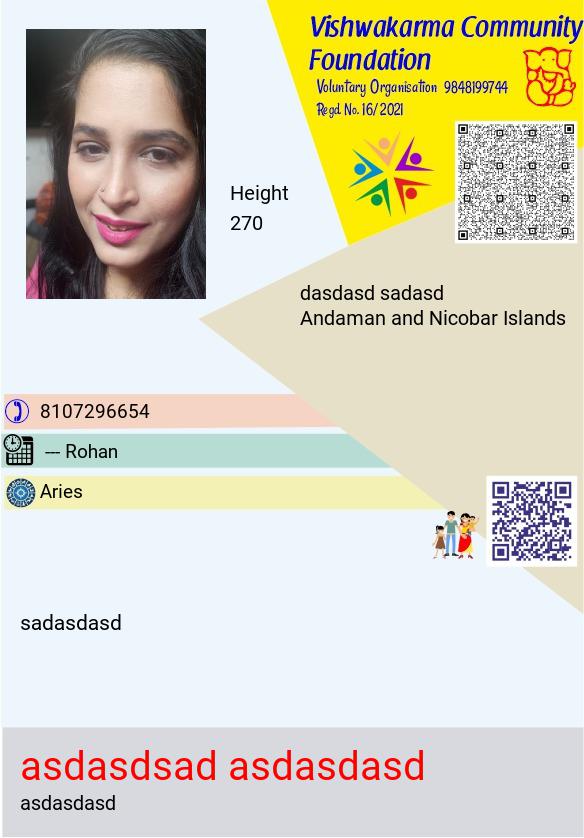 Vishwakarma Community
Foundation
Voluntary Organisation 9848199744
Regd. No. 16/2021
Height
270
dasdasd sadasd
Andaman and Nicobar Islands
8107296654
--- Rohan
Aries
sadasdasd
asdasdsad asdasdasd
asdasdasd